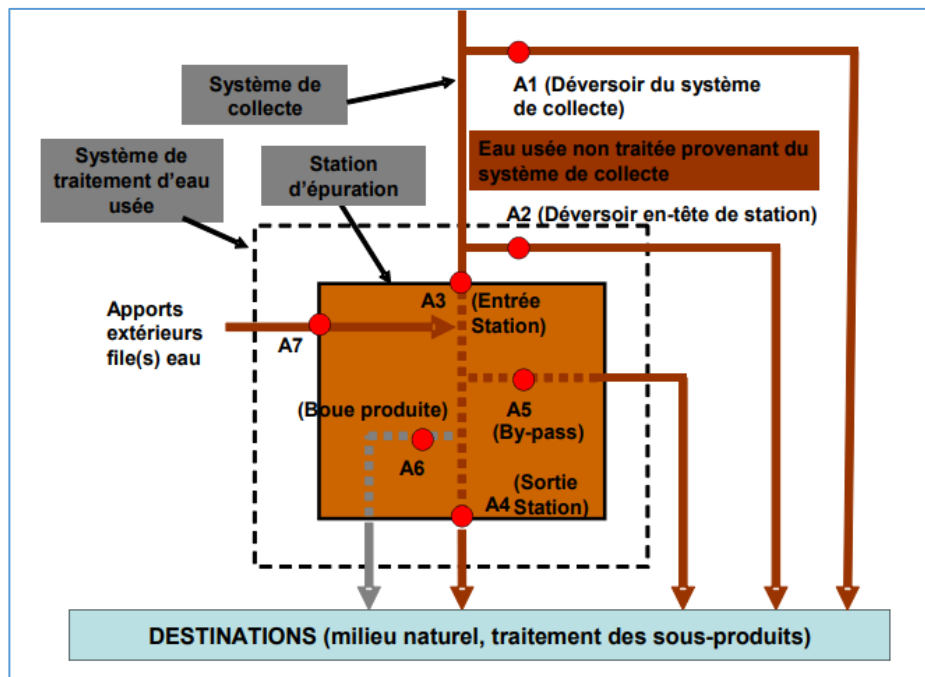 Système de
collecte
A1 (Déversoir du système
de collecte)
Système de
traitement d'eau
usée
Station
d'épuration
Eau usée non traitée provenant du
système de collecte
A2 (Déversoir en-tête de station)
Apports
extérieurs
file(s) eau
A7
A3
(Entrée
Station)
(Boue produite)
A6
A5
(By-pass)
A4
(Sortie
Station)
DESTINATIONS (milieu naturel, traitement des sous-produits)